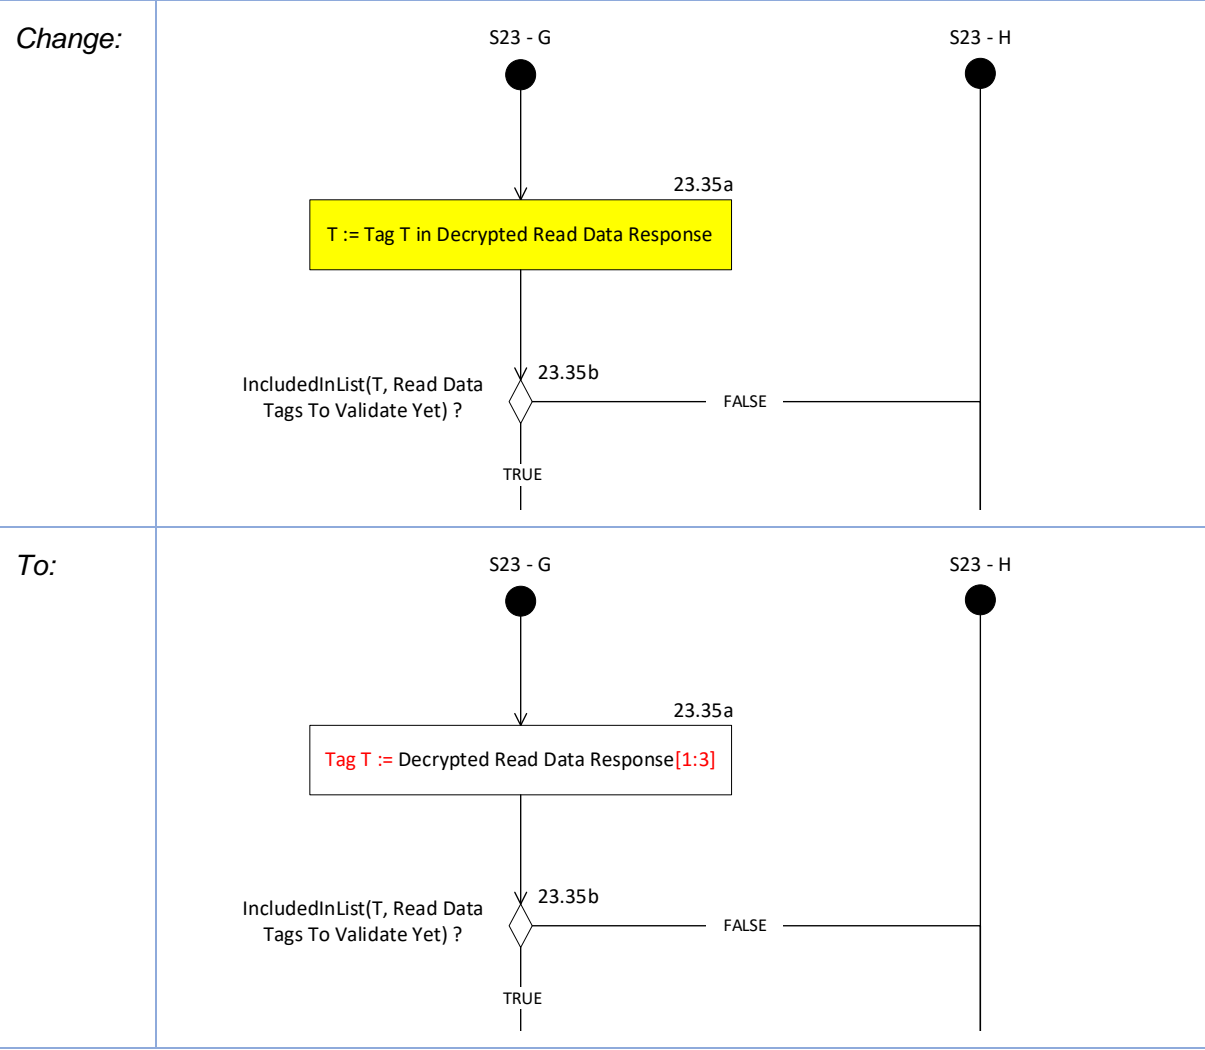 Change:
S23 - G
S23 - H
23.35a
T := Tag T in Decrypted Read Data Response
23.35b
IncludedInList(T, Read Data
Tags To Validate Yet) ?
FALSE
TRUE
To:
S23 - G
S23 - H
23.35a
Tag T := Decrypted Read Data Response[1:3]
23.35b
IncludedInList(T, Read Data
Tags To Validate Yet) ?
FALSE
TRUE